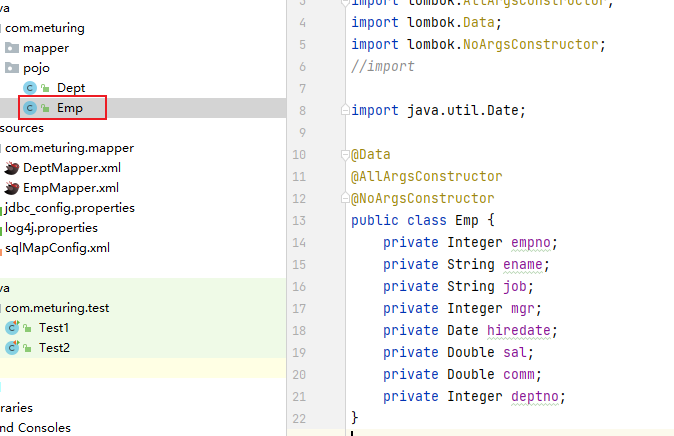 va
com.meturing
mapper
pojo
Dept
Emp
sources
com.meturing.mapper
DeptMapper.xml
EmpMapper.xml
jdbc_config.properties
log4j.properties
sqlMapConfig.xml
va
com.meturing.test
Test1
Test2
raries
nd Consoles
3 import lombok.AllArgsConstructor;
4 import lombok.Data;
5 import lombok.NoArgsConstructor;
6 //import
7
8 import java.util.Date;
9
10 @Data
11 @AllArgsConstructor
12 @NoArgsConstructor
13 public class Emp {
14 private Integer empno;
15 private String ename;
16 private String job;
17 private Integer mgr;
18 private Date hiredate;
19 private Double sal;
20 private Double comm;
21 private Integer deptno;
22 }